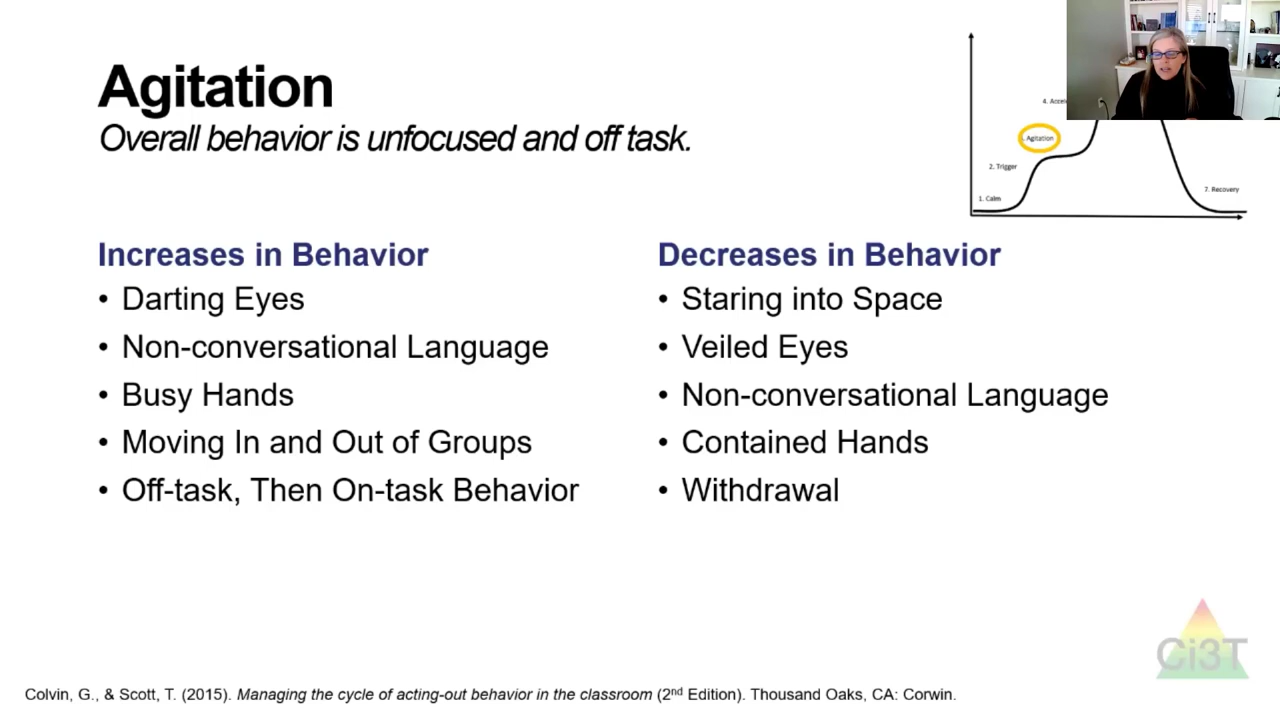 Agitation
Overall behavior is unfocused and off task.
4. Accel
Agitation
2. Trigger
1. Calm
7. Recovery
Increases in Behavior
• Darting Eyes
• Non-conversational Language
• Busy Hands
• Moving In and Out of Groups
• Off-task, Then On-task Behavior
Decreases in Behavior
• Staring into Space
• Veiled Eyes
• Non-conversational Language
• Contained Hands
• Withdrawal
Ci3T
Colvin, G., & Scott, T. (2015). Managing the cycle of acting-out behavior in the classroom (2nd Edition). Thousand Oaks, CA: Corwin.